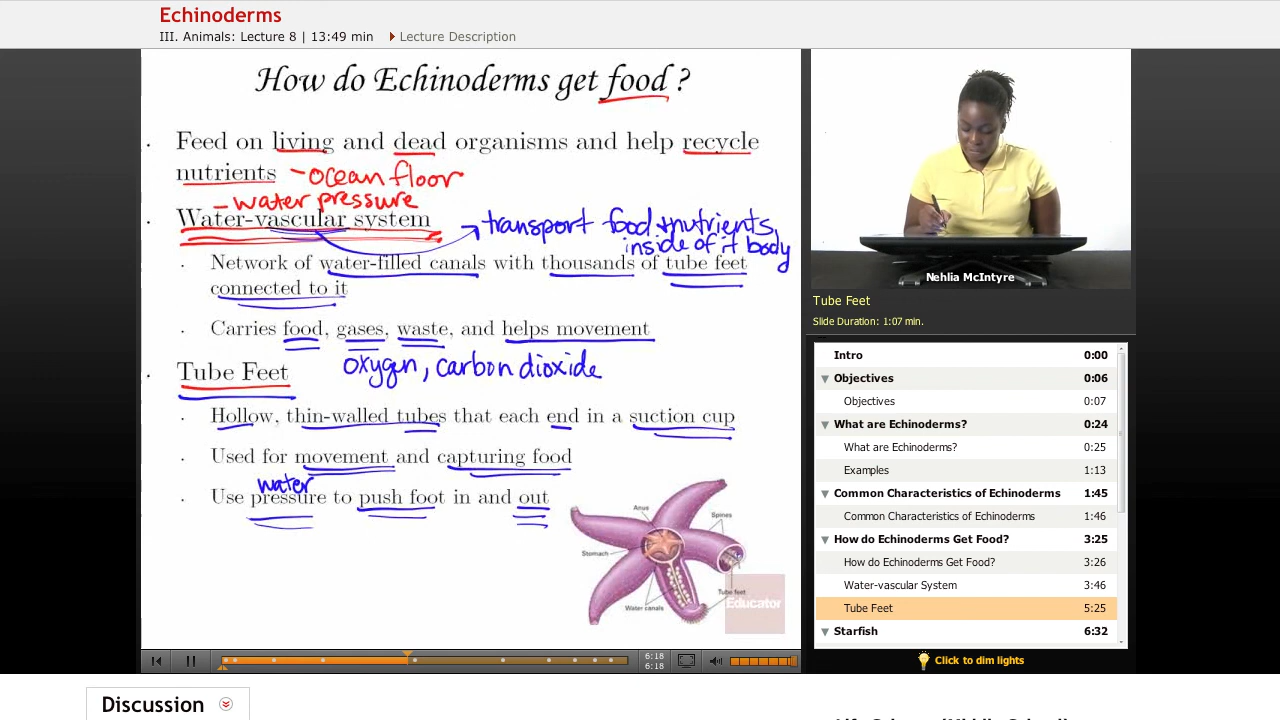 Echinoderms
III. Animals: Lecture 8 | 13:49 min
Lecture Description
How do Echinoderms get food ?
Feed on living and dead organisms and help recycle
nutrients -ocean floor
-water pressure
Water-vascular system
transport food + nutrients
inside of it body
Network of water-filled canals with thousands of tube feet
connected to it
Carries food, gases, waste, and helps movement
oxygen, carbon dioxide
Tube Feet
Hollow, thin-walled tubes that each end in a suction cup
Used for movement and capturing food
water
Use pressure to push foot in and out
Anus
Spines
Stomach
Tube feet
Water canals
Educator
6:18
6:18
Nehlia McIntyre
Tube Feet
Slide Duration: 1:07 min.
Intro 0:00
Objectives 0:06
Objectives 0:07
What are Echinoderms? 0:24
What are Echinoderms? 0:25
Examples 1:13
Common Characteristics of Echinoderms 1:45
Common Characteristics of Echinoderms 1:46
How do Echinoderms Get Food? 3:25
How do Echinoderms Get Food? 3:26
Water-vascular System 3:46
Tube Feet 5:25
Starfish 6:32
Click to dim lights
Discussion